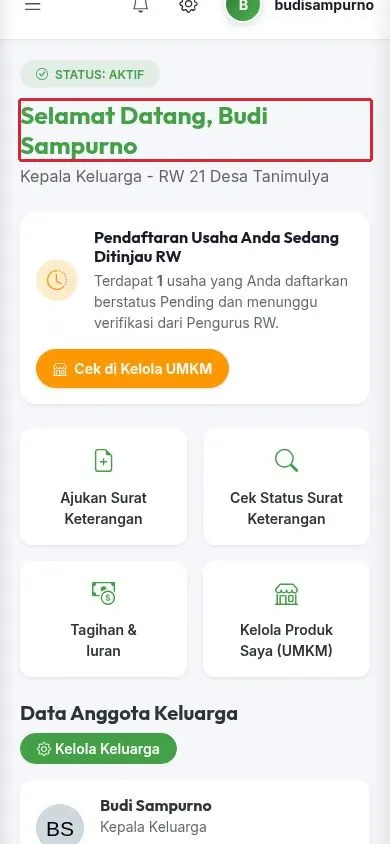 B budisampurno
STATUS: AKTIF
Selamat Datang, Budi
Sampurno
Kepala Keluarga - RW 21 Desa Tanimulya
Pendaftaran Usaha Anda Sedang
Ditinjau RW
Terdapat 1 usaha yang Anda daftarkan
berstatus Pending dan menunggu
verifikasi dari Pengurus RW.
Cek di Kelola UMKM
Ajukan Surat
Keterangan
Cek Status Surat
Keterangan
Tagihan &
Iuran
Kelola Produk
Saya (UMKM)
Data Anggota Keluarga
Kelola Keluarga
BS
Budi Sampurno
Kepala Keluarga